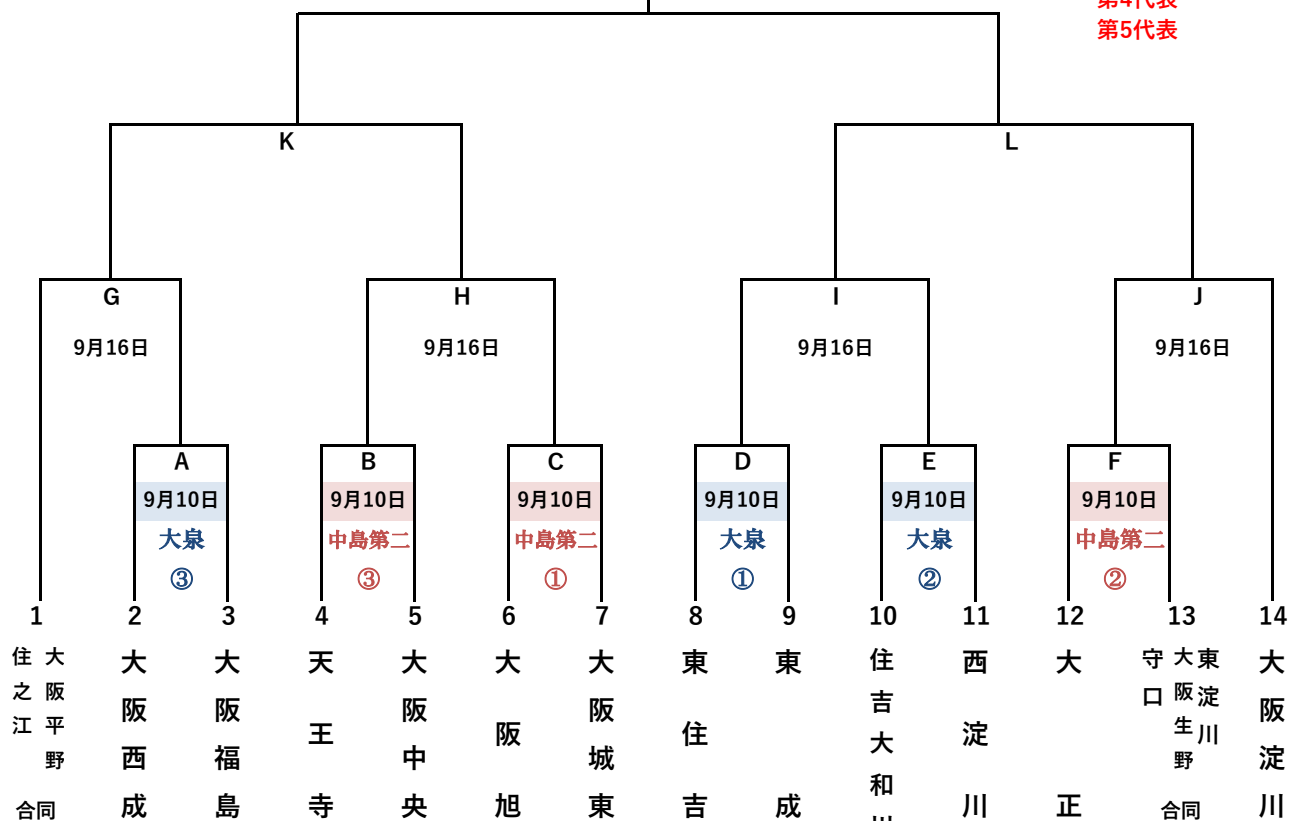 第4代表
第5代表
K
L
G
H
I
J
9月16日
9月16日
9月16日
9月16日
A
B
C
D
E
F
9月10日
9月10日
9月10日
9月10日
9月10日
9月10日
大泉
中島第二
中島第二
大泉
大泉
中島第二
③
③
①
①
②
②
1
2
3
4
5
6
7
8
9
10
11
12
13
14
大阪平野
住之江
合同
大阪西成
大阪福島
天王寺
大阪中央
大阪旭
大阪城東
東住吉
東成
住吉大和川
西淀川
大正
東淀川
大阪生野
守口
合同
大阪淀川